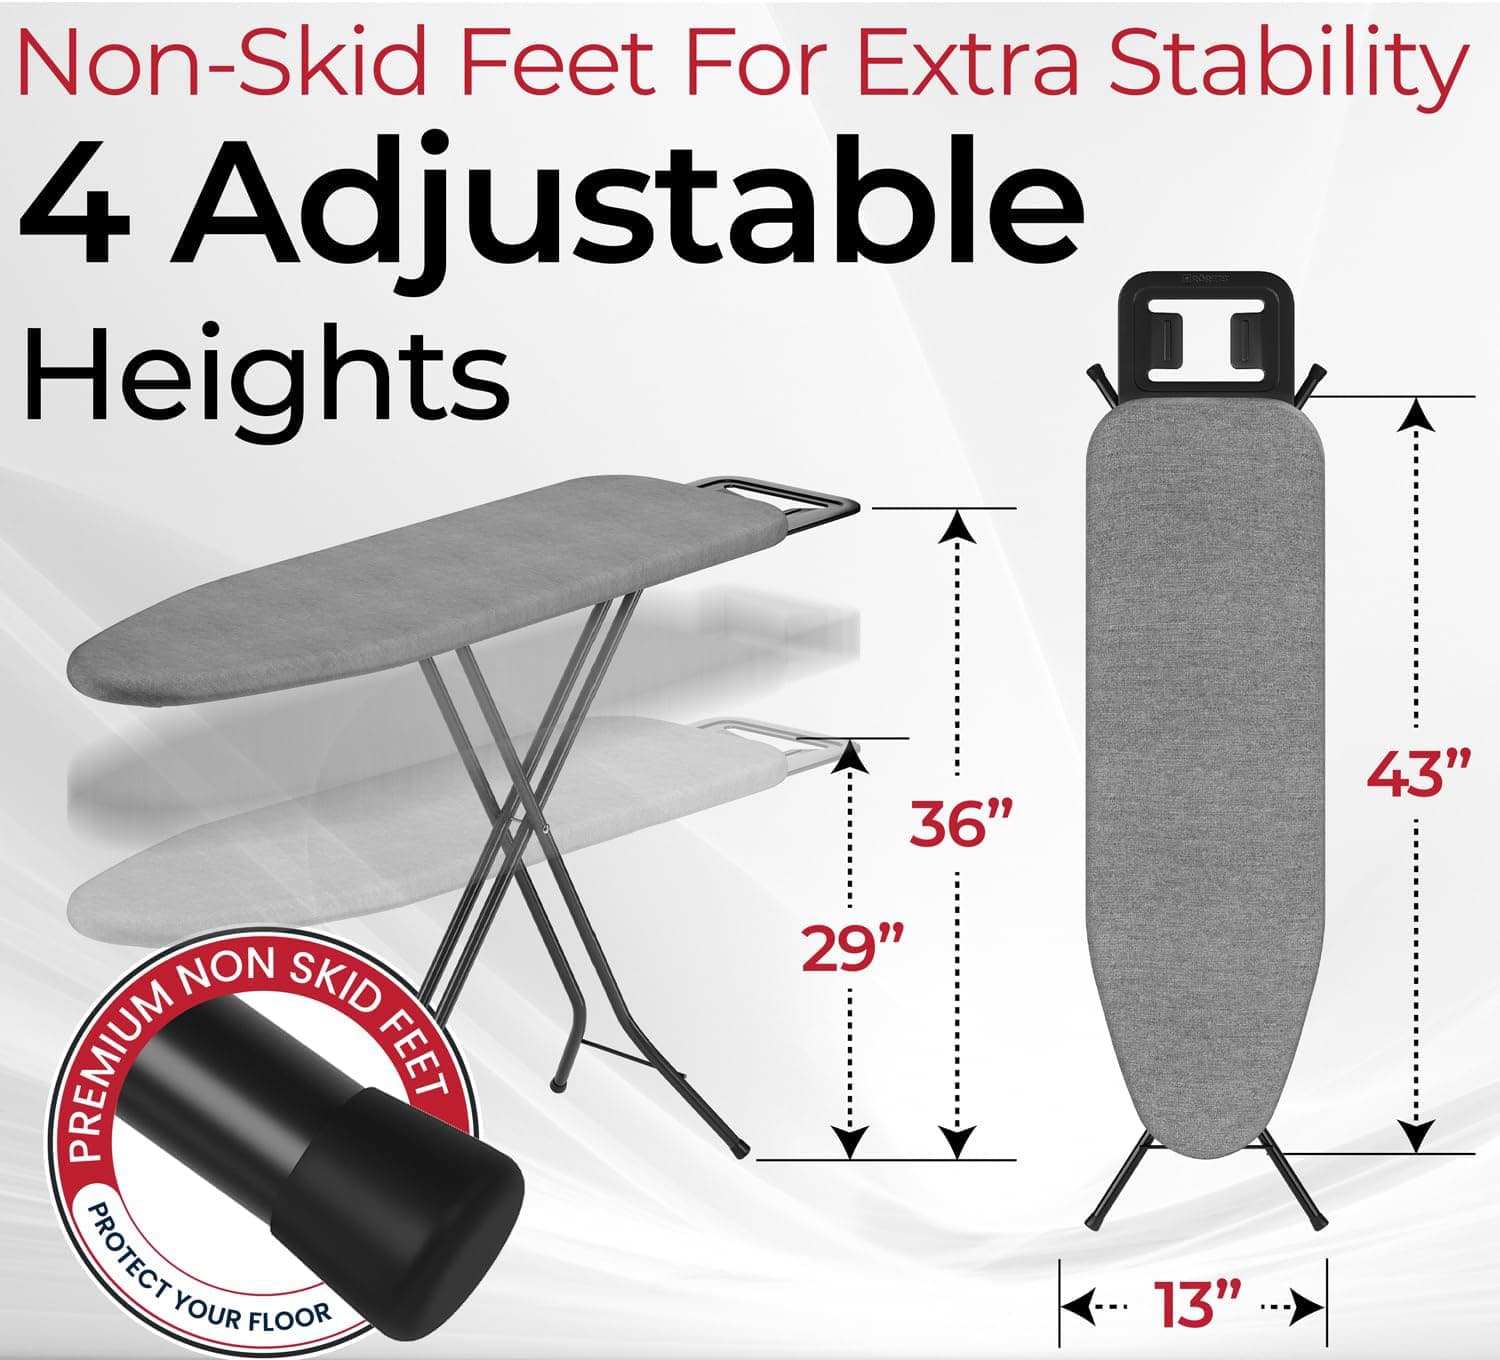 Non-Skid Feet For Extra Stability
4 Adjustable
Heights
36”
43”
29”
PREMIUM NON SKID FEET
PROTECT YOUR FLOOR
13”